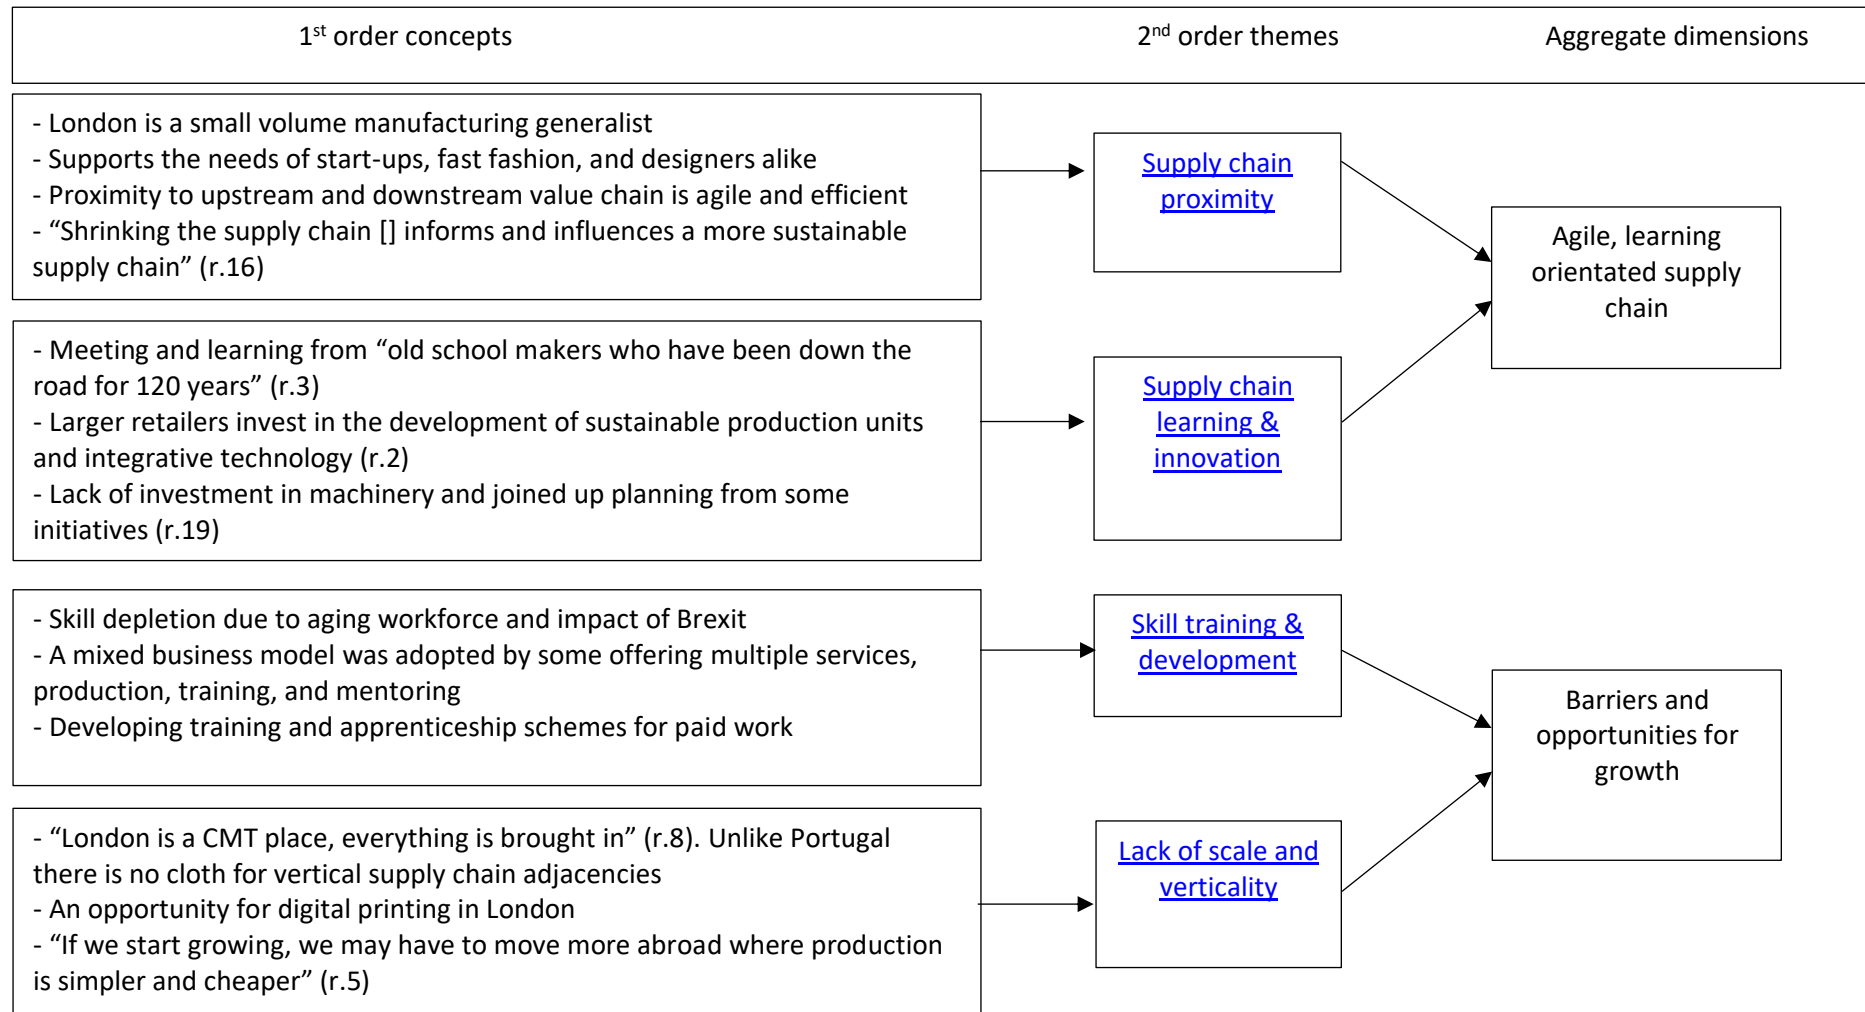 1st order concepts
2nd order themes
Aggregate dimensions
- London is a small volume manufacturing generalist
- Supports the needs of start-ups, fast fashion, and designers alike
- Proximity to upstream and downstream value chain is agile and efficient
- “Shrinking the supply chain [] informs and influences a more sustainable
supply chain” (r.16)
Supply chain
proximity
Agile, learning
orientated supply
chain
- Meeting and learning from “old school makers who have been down the
road for 120 years” (r.3)
- Larger retailers invest in the development of sustainable production units
and integrative technology (r.2)
- Lack of investment in machinery and joined up planning from some
initiatives (r.19)
Supply chain
learning &
innovation
- Skill depletion due to aging workforce and impact of Brexit
- A mixed business model was adopted by some offering multiple services,
production, training, and mentoring
- Developing training and apprenticeship schemes for paid work
Skill training &
development
Barriers and
opportunities for
growth
- “London is a CMT place, everything is brought in” (r.8). Unlike Portugal
there is no cloth for vertical supply chain adjacencies
- An opportunity for digital printing in London
- “If we start growing, we may have to move more abroad where production
is simpler and cheaper” (r.5)
Lack of scale and
verticality